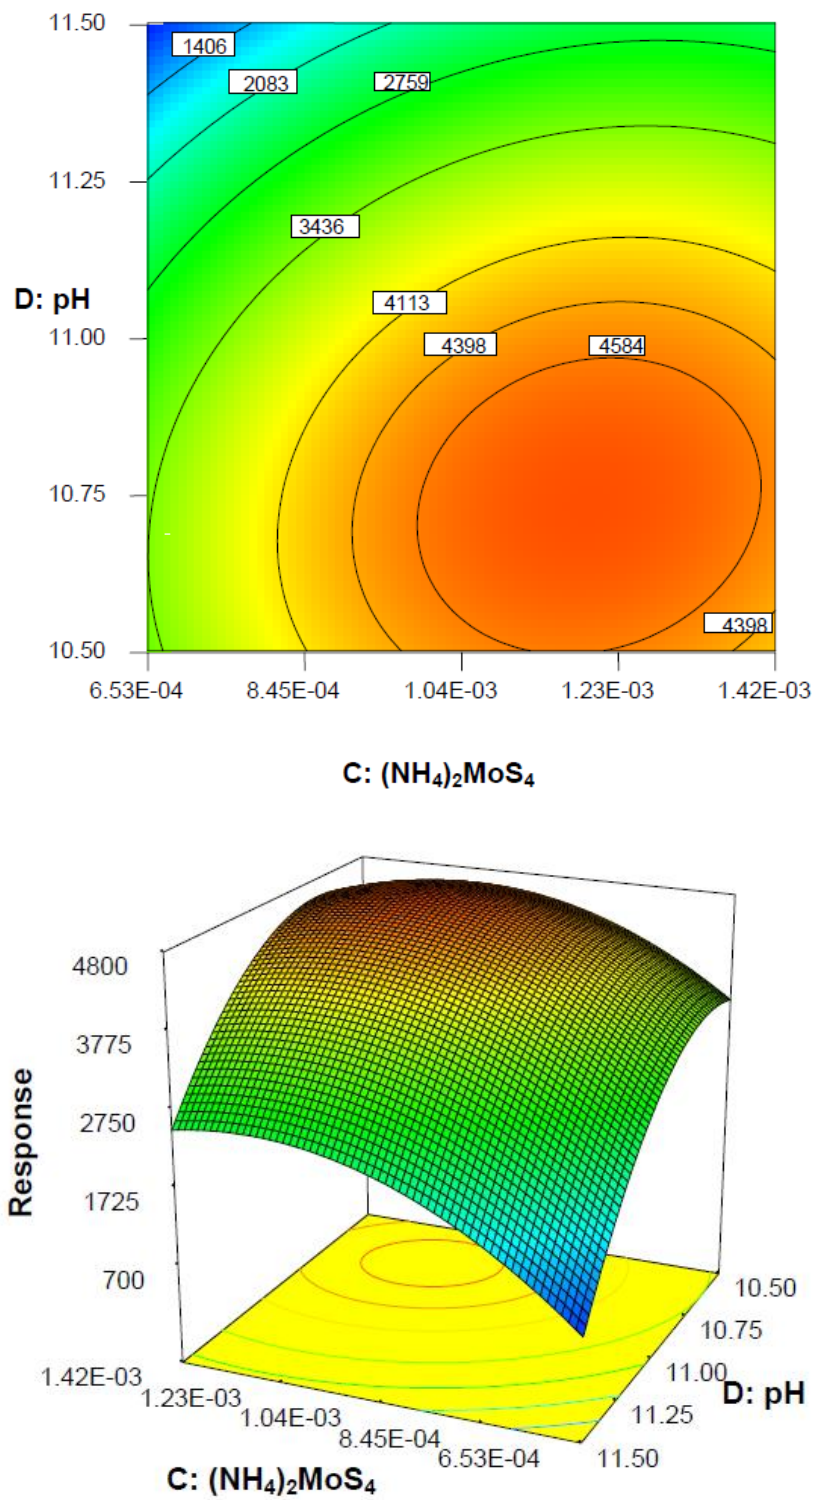 11.50
1406
2083
2759
11.25
3436
D: pH
4113
11.00
4398
4584
10.75
4398
10.50
6.53E-04
8.45E-04
1.04E-03
1.23E-03
1.42E-03
C: (NH₄)₂MoS₄
4800
3775
2750
1725
700
Response
1.42E-03
1.23E-03
1.04E-03
8.45E-04
6.53E-04
10.50
10.75
11.00
11.25
11.50
D: pH
C: (NH₄)₂MoS₄